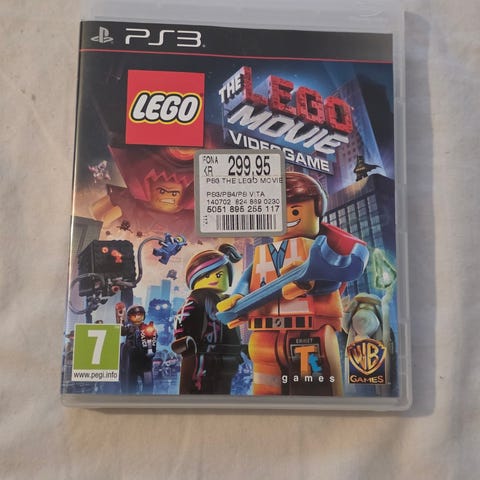 PS3
LEGO
THE
LEGO
MOVIE
VIDEOGAME
FONA
KR 299.95
PS3 THE LEGO MOVIE
PS3/PS4/PS VITA
140702 824 889 0230
5051 895 255 117
7
www.pegi.info
Tt
games
WB
GAMES